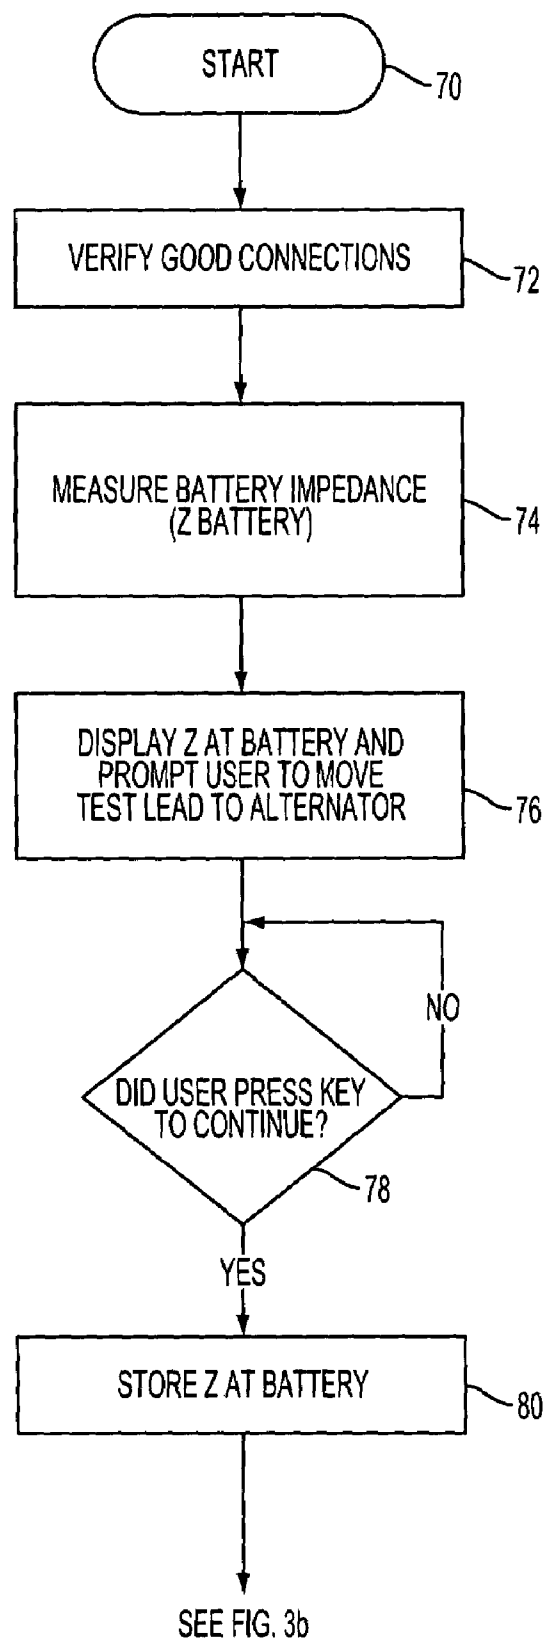 START
70
VERIFY GOOD CONNECTIONS
72
MEASURE BATTERY IMPEDANCE
(Z BATTERY)
74
DISPLAY Z AT BATTERY AND
PROMPT USER TO MOVE
TEST LEAD TO ALTERNATOR
76
NO
DID USER PRESS KEY
TO CONTINUE?
78
YES
STORE Z AT BATTERY
80
SEE FIG. 3b